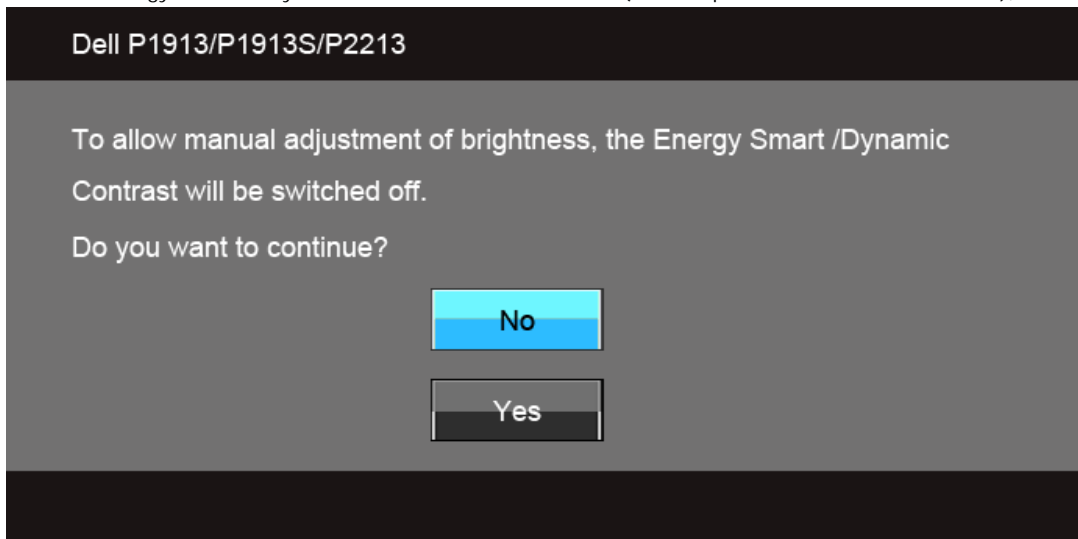 Dell P1913/P1913S/P2213
To allow manual adjustment of brightness, the Energy Smart /Dynamic
Contrast will be switched off.
Do you want to continue?
No
Yes